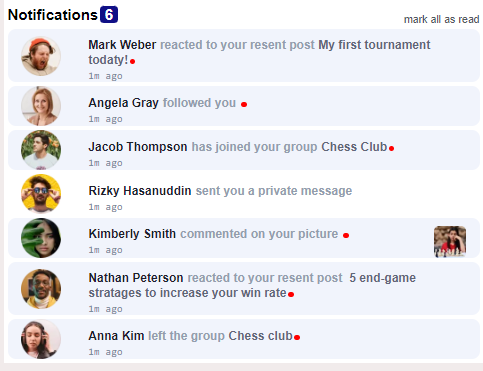 Notifications 6
mark all as read
Mark Weber reacted to your resent post My first tournament
todaty!
1m ago
Angela Gray followed you
1m ago
Jacob Thompson has joined your group Chess Club
1m ago
Rizky Hasanuddin sent you a private message
1m ago
Kimberly Smith commented on your picture
1m ago
Nathan Peterson reacted to your resent post 5 end-game
stratages to increase your win rate
1m ago
Anna Kim left the group Chess club
1m ago